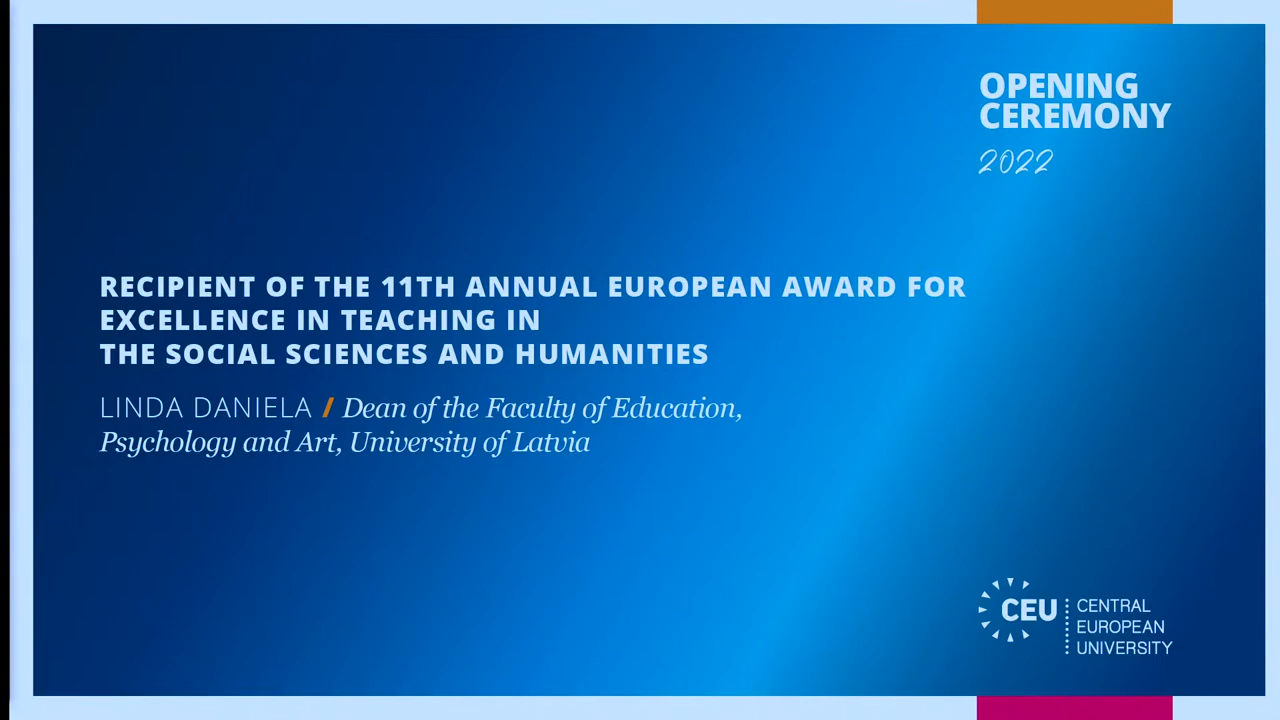 OPENING
CEREMONY
2022
RECIPIENT OF THE 11TH ANNUAL EUROPEAN AWARD FOR
EXCELLENCE IN TEACHING IN
THE SOCIAL SCIENCES AND HUMANITIES
LINDA DANIELA / Dean of the Faculty of Education,
Psychology and Art, University of Latvia
CEU
CENTRAL
EUROPEAN
UNIVERSITY